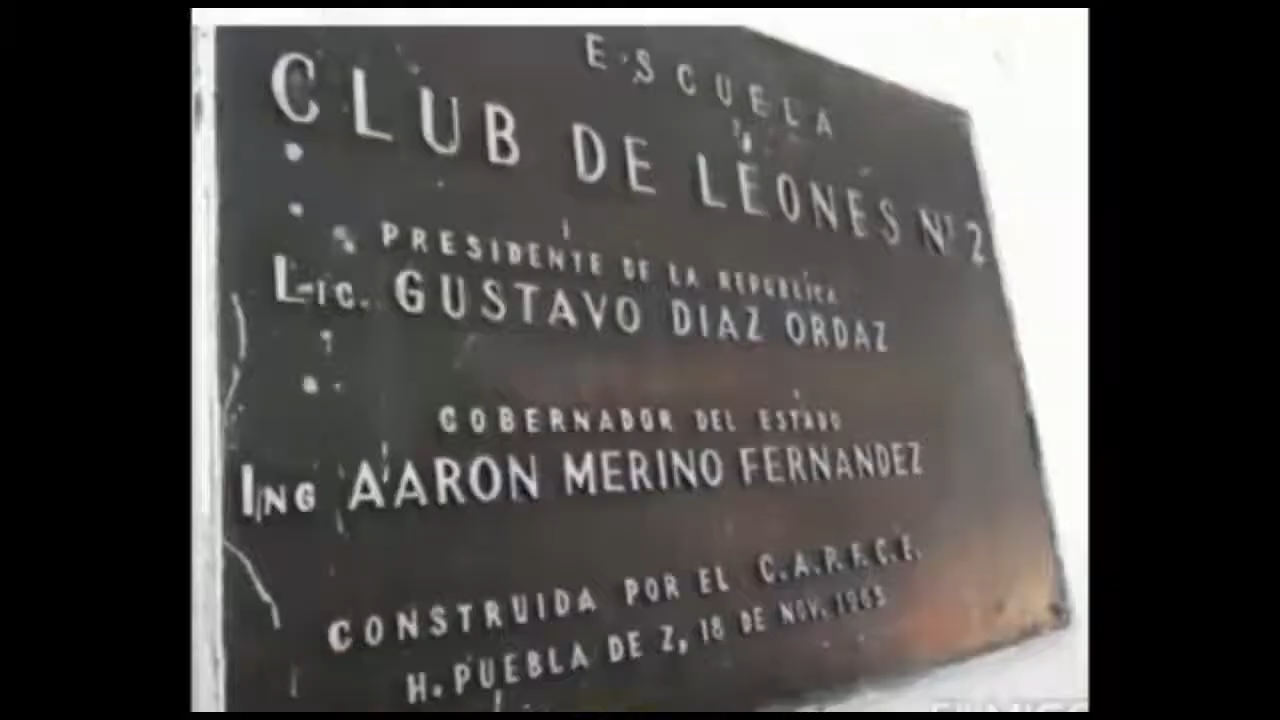 ESCUELA
CLUB DE LEONES Nº 2
PRESIDENTE DE LA REPUBLICA
Lic. GUSTAVO DIAZ ORDAZ
GOBERNADOR DEL ESTADO
ING AARON MERINO FERNANDEZ
CONSTRUIDA POR EL C.A.P.F.C.E.
H. PUEBLA DE Z, 18 DE NOV. 1965